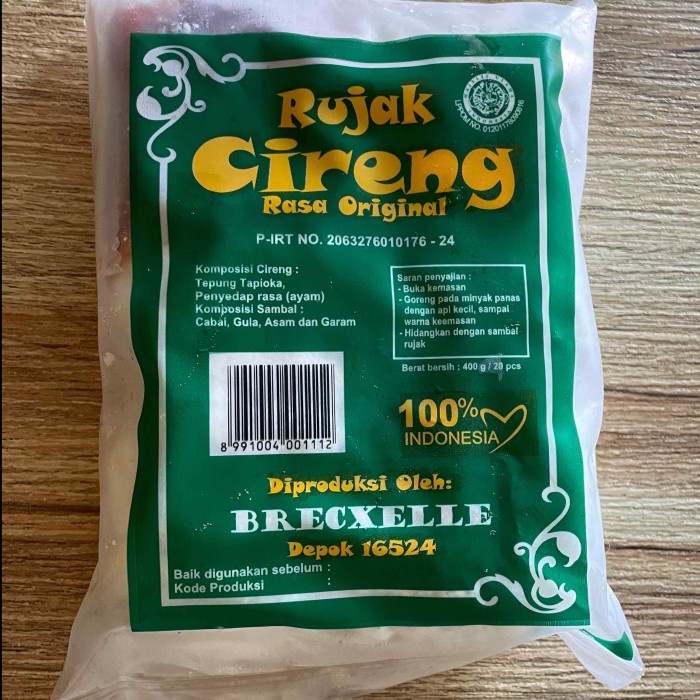 Rujak
Cireng
Rasa Original
P-IRT NO. 2063276010176 - 24
Komposisi Cireng :
Tepung Tapioka,
Penyedap rasa (ayam)
Komposisi Sambal :
Cabai, Gula, Asam dan Garam
Saran penyajian :
- Buka kemasan
- Goreng pada minyak panas
dengan api kecil, sampai
warna keemasan
- Hidangkan dengan sambal
rujak
Berat bersih : 400 g / 20 pcs
8 991004 001112
100%
INDONESIA
Diproduksi Oleh:
BRECXELLE
Depok 16524
Baik digunakan sebelum :
Kode Produksi :